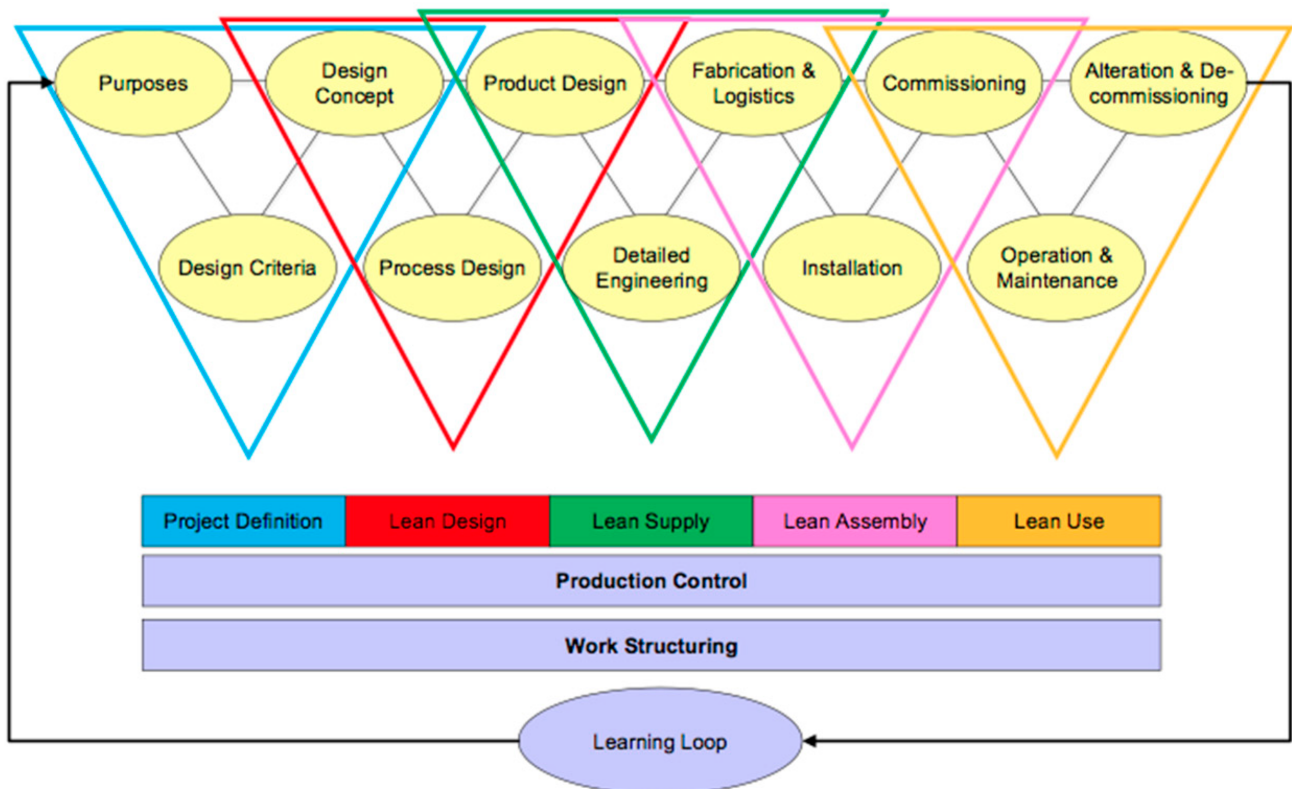 Purposes
Design
Concept
Product Design
Fabrication &
Logistics
Commissioning
Alteration & De-
commissioning
Design Criteria
Process Design
Detailed
Engineering
Installation
Operation &
Maintenance
Project Definition
Lean Design
Lean Supply
Lean Assembly
Lean Use
Production Control
Work Structuring
Learning Loop